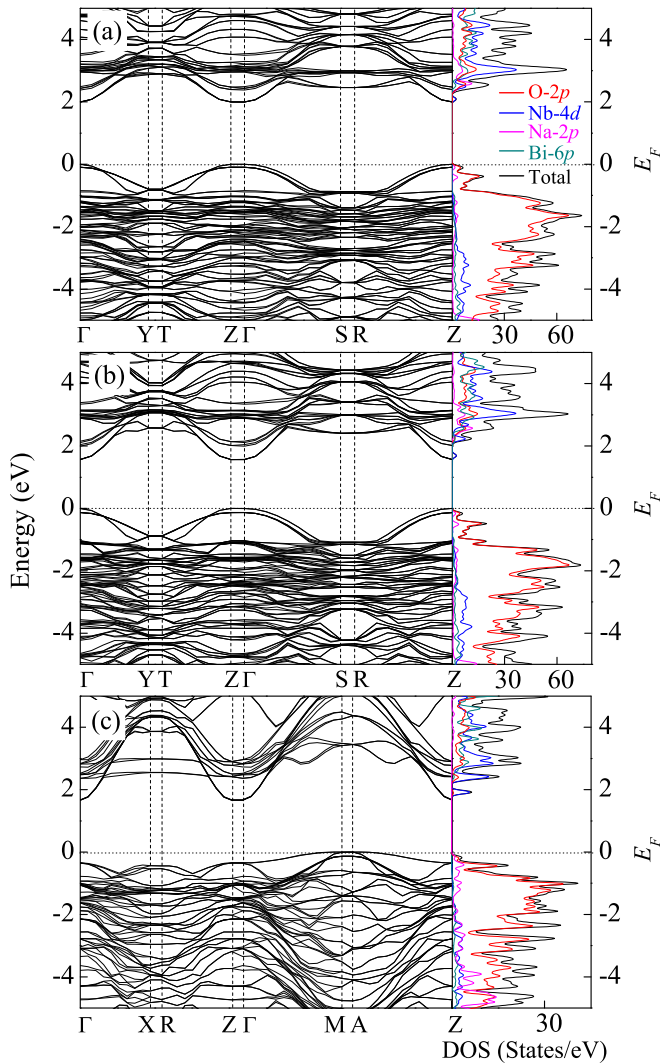 (a)
4
2
0
-2
-4
Γ Y T Z Γ S R Z 30 60
O-2p
Nb-4d
Na-2p
Bi-6p
Total
4
2
0
-2
-4
E_F
(b)
4
2
0
-2
-4
Γ Y T Z Γ S R Z 30 60
4
2
0
-2
-4
E_F
Energy (eV)
(c)
4
2
0
-2
-4
Γ X R Z Γ M A Z 30
4
2
0
-2
-4
E_F
DOS (States/eV)